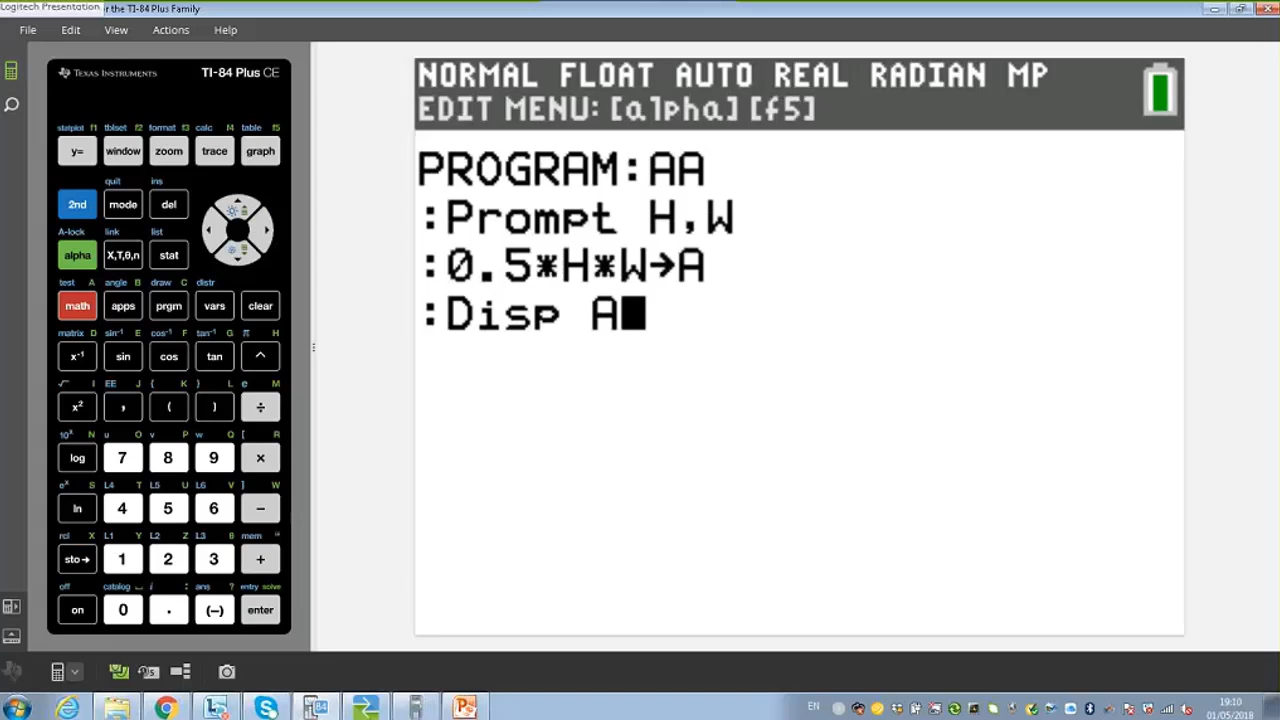 Logitech Presentation
or the TI-84 Plus Family
File Edit View Actions Help
TEXAS INSTRUMENTS TI-84 Plus CE
statplot f1 tblset f2 format f3 calc f4 table f5
y= window zoom trace graph
quit ins
2nd mode del
A-lock link list
alpha X,T,θ,n stat
test A angle B draw C distr
math apps prgm vars clear
matrix D sin⁻¹ E cos⁻¹ F tan⁻¹ G π H
x⁻¹ sin cos tan ^
√‾ I EE J { K } L e M
x² , ( ) ÷
10ˣ N u O v P w Q [ R
log 7 8 9 ×
eˣ S L4 T L5 U L6 V ] W
ln 4 5 6 −
rcl X L1 Y L2 Z L3 θ mem "
sto→ 1 2 3 +
off catalog i : ans ? entry solve
on 0 . (−) enter
NORMAL FLOAT AUTO REAL RADIAN MP
EDIT MENU: [alpha] [f5]
PROGRAM:AA
:Prompt H,W
:0.5*H*W→A
:Disp A
EN
19:10
01/05/2018